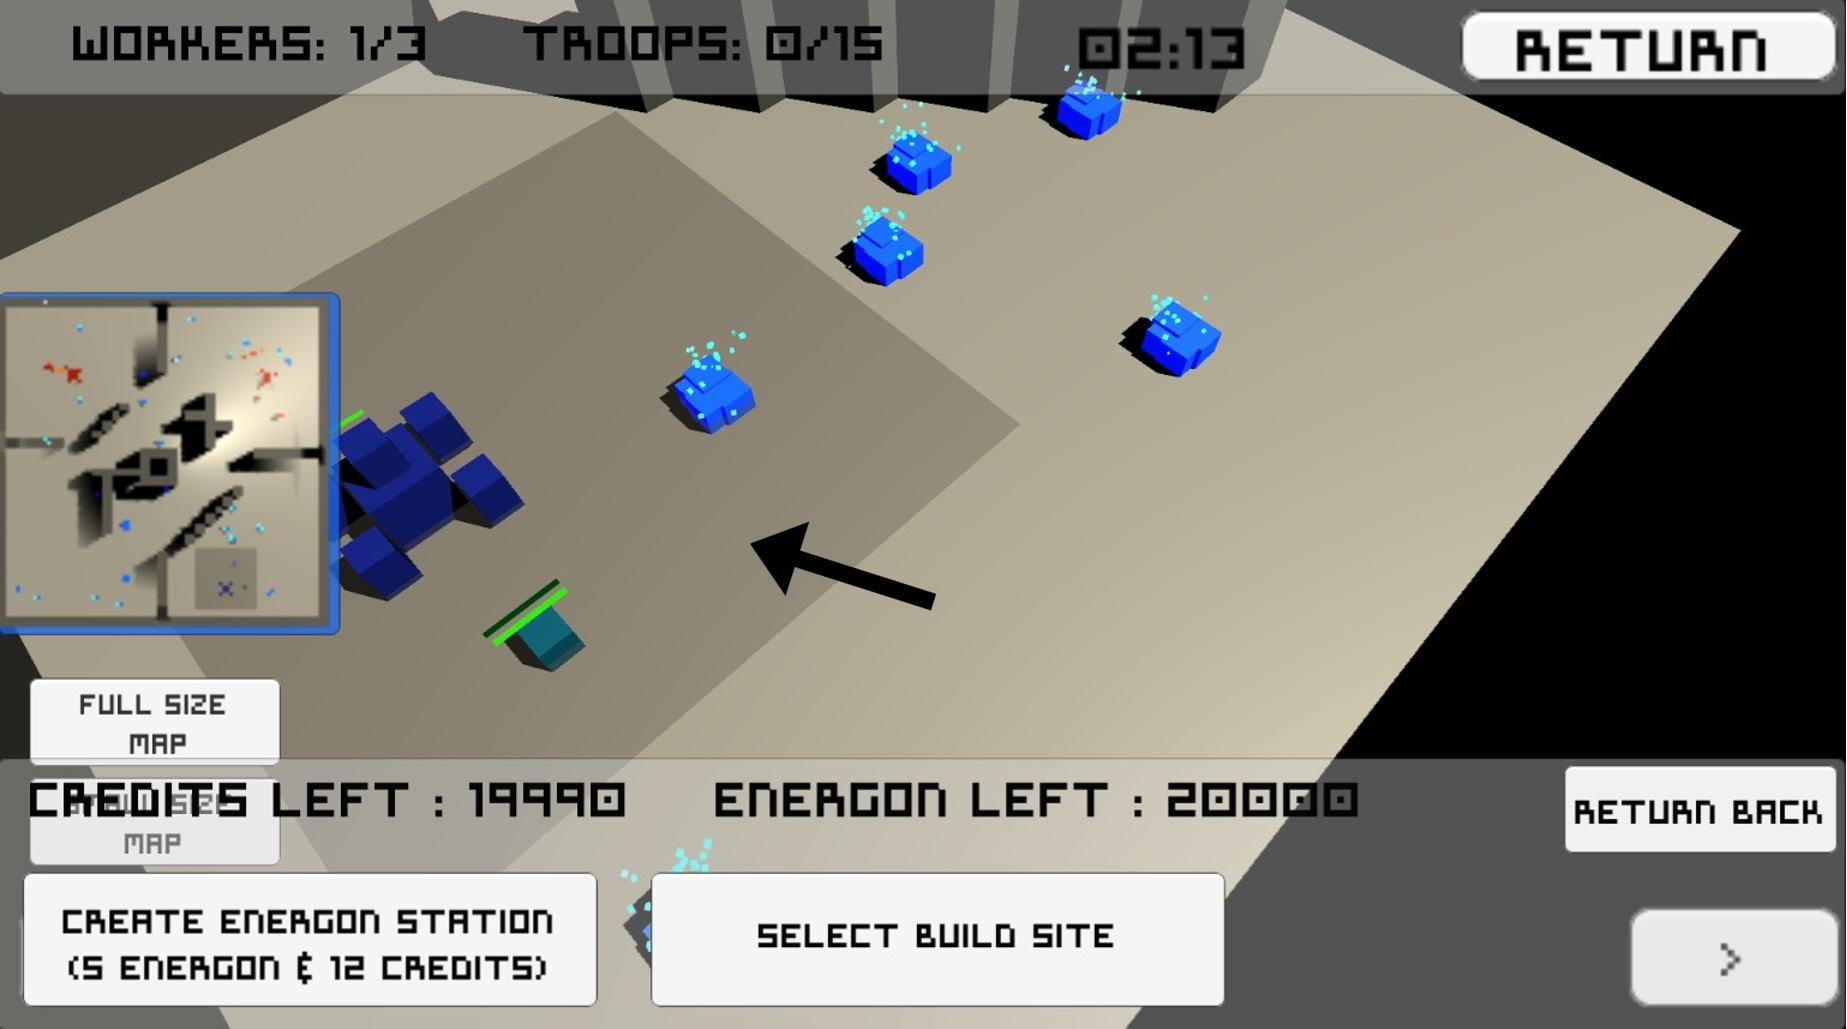 WORKERS: 1/3
TROOPS: 0/15
02:13
RETURN
FULL SIZE
MAP
CREDITS LEFT : 19990
ENERGON LEFT : 20000
SIZE
MAP
RETURN BACK
CREATE ENERGON STATION
(5 ENERGON & 12 CREDITS)
SELECT BUILD SITE
>